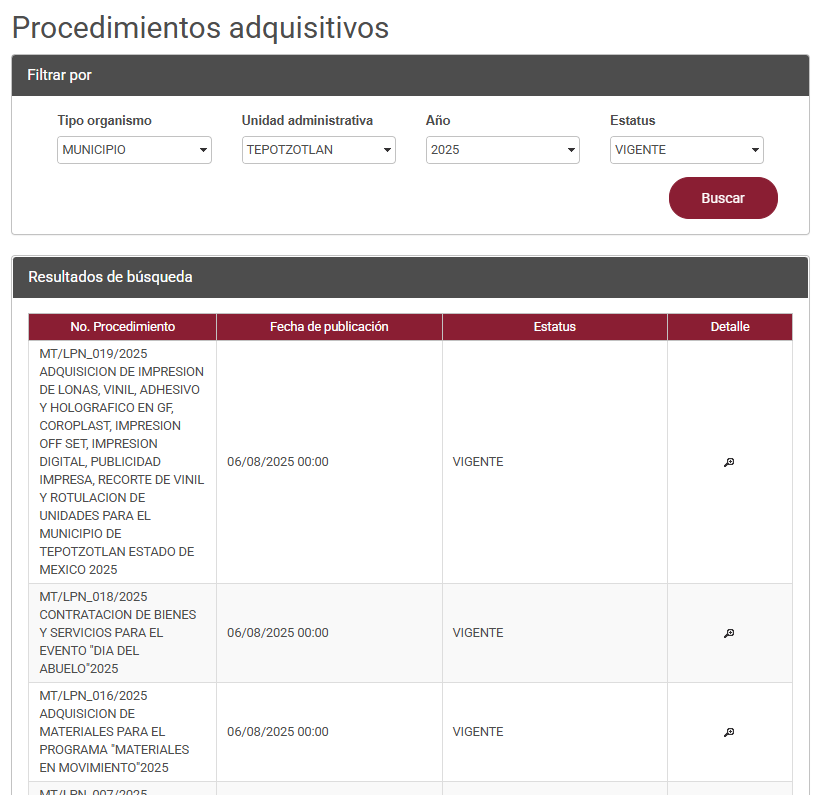 Procedimientos adquisitivos
Filtrar por
Tipo organismo Unidad administrativa Año Estatus
MUNICIPIO TEPOTZOTLAN 2025 VIGENTE
Buscar
Resultados de búsqueda
No. Procedimiento Fecha de publicación Estatus Detalle
MT/LPN_019/2025
ADQUISICION DE IMPRESION
DE LONAS, VINIL, ADHESIVO
Y HOLOGRAFICO EN GF,
COROPLAST, IMPRESION
OFF SET, IMPRESION
DIGITAL, PUBLICIDAD
IMPRESA, RECORTE DE VINIL
Y ROTULACION DE
UNIDADES PARA EL
MUNICIPIO DE
TEPOTZOTLAN ESTADO DE
MEXICO 2025
06/08/2025 00:00 VIGENTE
MT/LPN_018/2025
CONTRATACION DE BIENES
Y SERVICIOS PARA EL
EVENTO "DIA DEL
ABUELO"2025
06/08/2025 00:00 VIGENTE
MT/LPN_016/2025
ADQUISICION DE
MATERIALES PARA EL
PROGRAMA "MATERIALES
EN MOVIMIENTO"2025
06/08/2025 00:00 VIGENTE
MT/LPN_007/2025